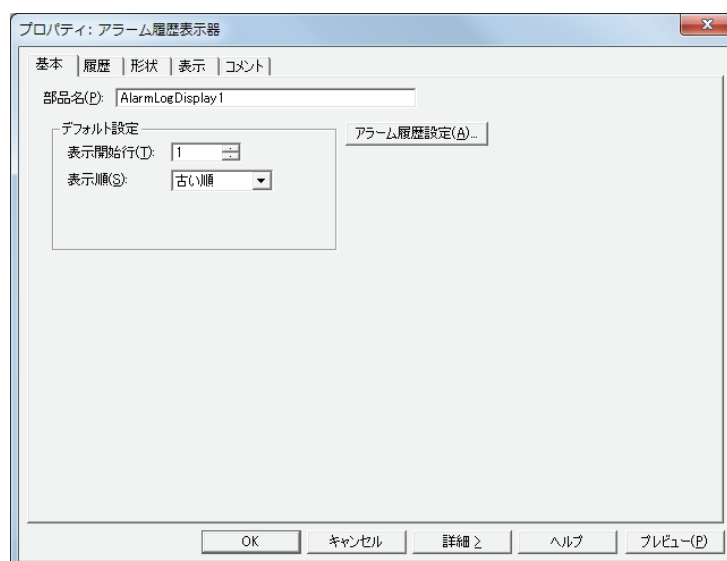 プロパティ: アラーム履歴表示器
X
基本 履歴 形状 表示 コメント
部品名(P): AlarmLogDisplay1
デフォルト設定
アラーム履歴設定(A)...
表示開始行(T): 1
表示順(S): 古い順
OK キャンセル 詳細 > ヘルプ プレビュー(P)